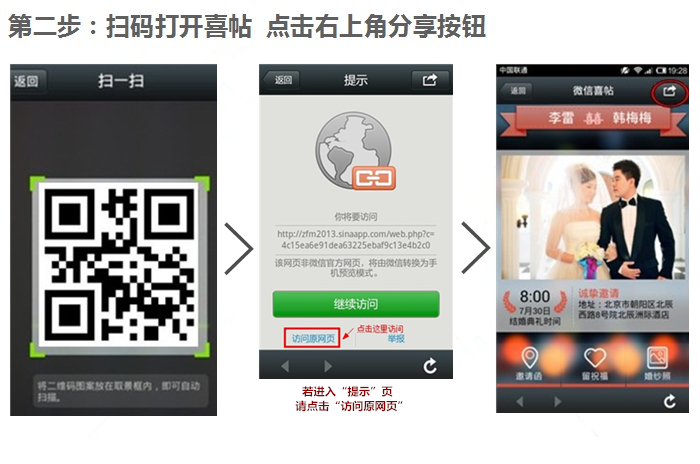 第二步：扫码打开喜帖 点击右上角分享按钮
返回
扫一扫
将二维码图案放在取景框内，即可自动
扫描。
返回
提示
你将要访问
http://zfm2013.sinaapp.com/web.php?c=
4c15ea6e91dea63225ebaf9c13e4b2c0
该网页非微信官方网页，将由微信转换为手
机预览模式。
继续访问
点击这里访问
访问原网页
举报
若进入“提示”页
请点击“访问原网页”
中国联通
19:28
返回
微信喜帖
李雷 囍 韩梅梅
8:00
7月30日
结婚典礼时间
诚挚邀请
地址：北京市朝阳区北辰
西路8号院北辰洲际酒店
邀请函
留祝福
婚纱照